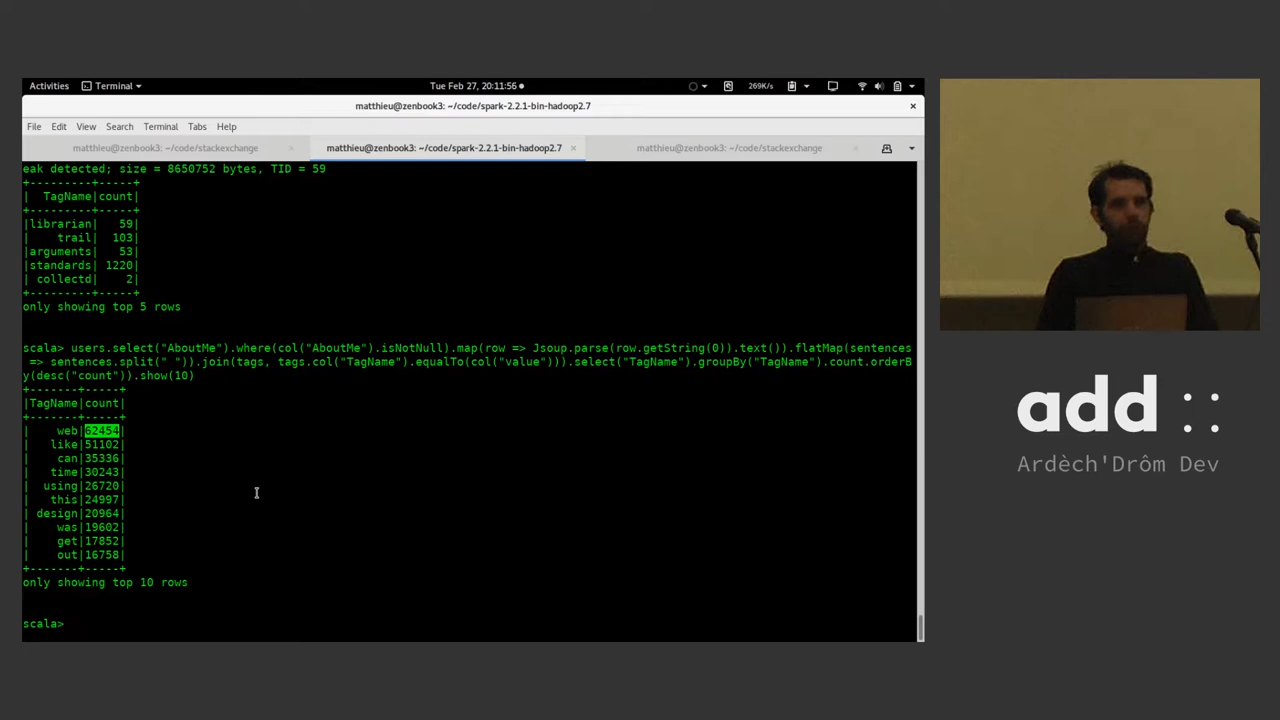 Activities Terminal Tue Feb 27, 20:11:56 269K/s
matthieu@zenbook3: ~/code/spark-2.2.1-bin-hadoop2.7
File Edit View Search Terminal Tabs Help
matthieu@zenbook3: ~/code/stackexchange matthieu@zenbook3: ~/code/spark-2.2.1-bin-hadoop2.7 matthieu@zenbook3: ~/code/stackexchange
eak detected; size = 8650752 bytes, TID = 59
+---------+-----+
|  TagName|count|
+---------+-----+
|librarian|   59|
|    trail|  103|
|arguments|   53|
|standards| 1220|
| collectd|    2|
+---------+-----+
only showing top 5 rows
scala> users.select("AboutMe").where(col("AboutMe").isNotNull).map(row => Jsoup.parse(row.getString(0)).text()).flatMap(sentences
 => sentences.split(" ")).join(tags, tags.col("TagName").equalTo(col("value"))).select("TagName").groupBy("TagName").count.orderB
y(desc("count")).show(10)
+-------+-----+
|TagName|count|
+-------+-----+
|    web|62454|
|   like|51102|
|    can|35336|
|   time|30243|
|  using|26720|
|   this|24997|
| design|20964|
|    was|19602|
|    get|17852|
|    out|16758|
+-------+-----+
only showing top 10 rows
scala>
add ::
Ardèch'Drôm Dev